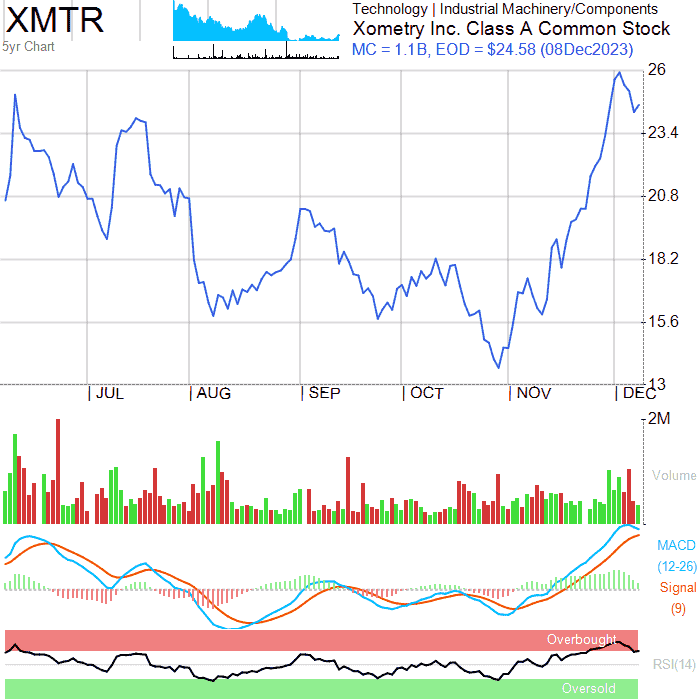 XMTR
5yr Chart
Technology | Industrial Machinery/Components
Xometry Inc. Class A Common Stock
MC = 1.1B, EOD = $24.58 (08Dec2023)
26
23.4
20.8
18.2
15.6
13
JUL AUG SEP OCT NOV DEC
2M
Volume
MACD
(12-26)
Signal
(9)
Overbought
RSI(14)
Oversold